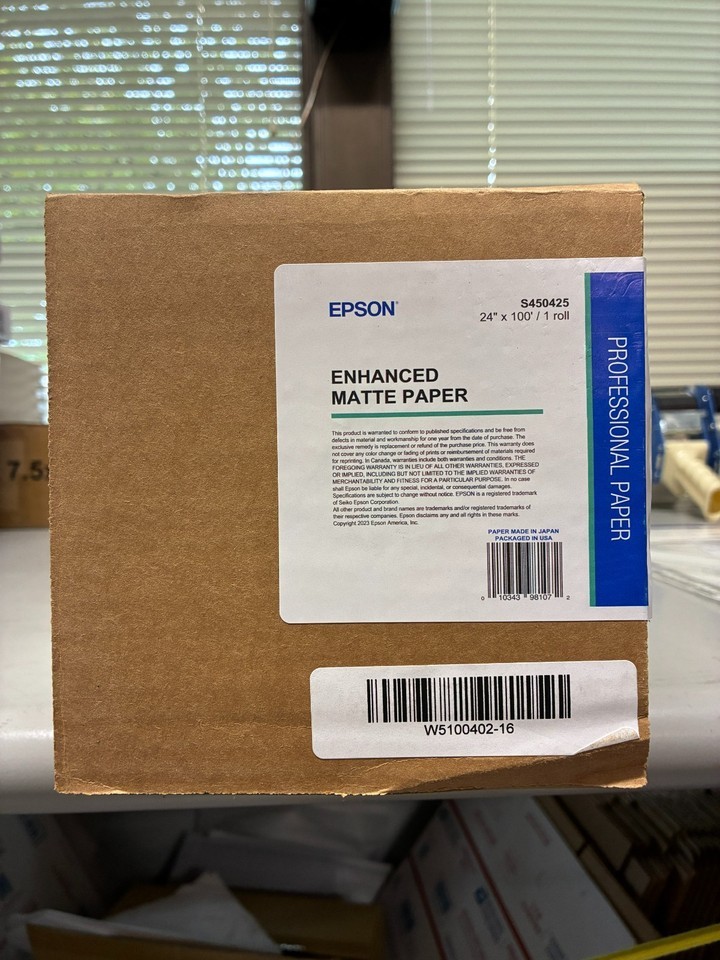 EPSON
S450425
24" x 100' / 1 roll
ENHANCED
MATTE PAPER
This product is warranted to conform to published specifications and be free from
defects in material and workmanship for one year from the date of purchase. The
exclusive remedy is replacement or refund of the purchase price. This warranty does
not cover any color change or fading of prints or reimbursement of materials required
for reprinting. In Canada, warranties include both warranties and conditions. THE
FOREGOING WARRANTY IS IN LIEU OF ALL OTHER WARRANTIES, EXPRESSED
OR IMPLIED, INCLUDING BUT NOT LIMITED TO THE IMPLIED WARRANTIES OF
MERCHANTABILITY AND FITNESS FOR A PARTICULAR PURPOSE. In no case
shall Epson be liable for any special, incidental, or consequential damages.
Specifications are subject to change without notice. EPSON is a registered trademark
of Seiko Epson Corporation.
All other product and brand names are trademarks and/or registered trademarks of
their respective companies. Epson disclaims any and all rights in these marks.
Copyright 2023 Epson America, Inc.
PAPER MADE IN JAPAN
PACKAGED IN USA
0 10343 98107 2
PROFESSIONAL PAPER
W5100402-16
7.5